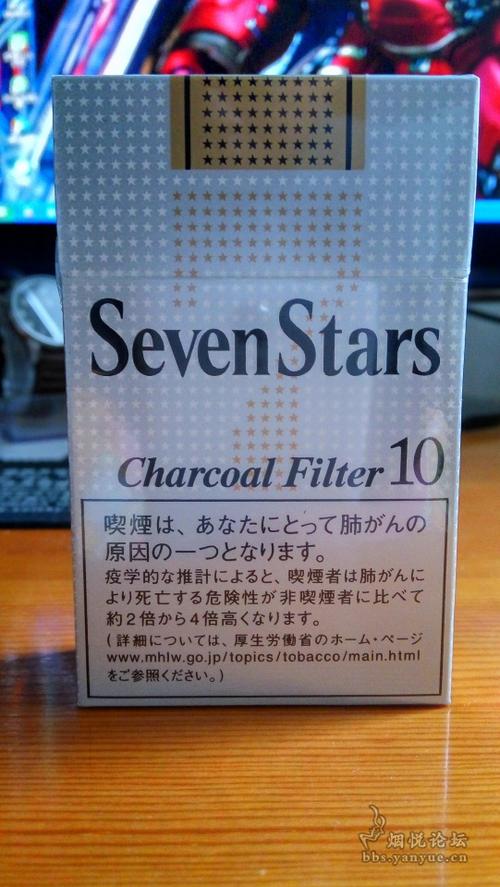 Seven Stars
Charcoal Filter 10
喫煙は、あなたにとって肺がんの
原因の一つとなります。
疫学的な推計によると、喫煙者は肺がんに
より死亡する危険性が非喫煙者に比べて
約2倍から4倍高くなります。
(詳細については、厚生労働省のホーム・ページ
www.mhlw.go.jp/topics/tobacco/main.html
をご参照ください。)
烟悦论坛
bbs.yanyue.cn